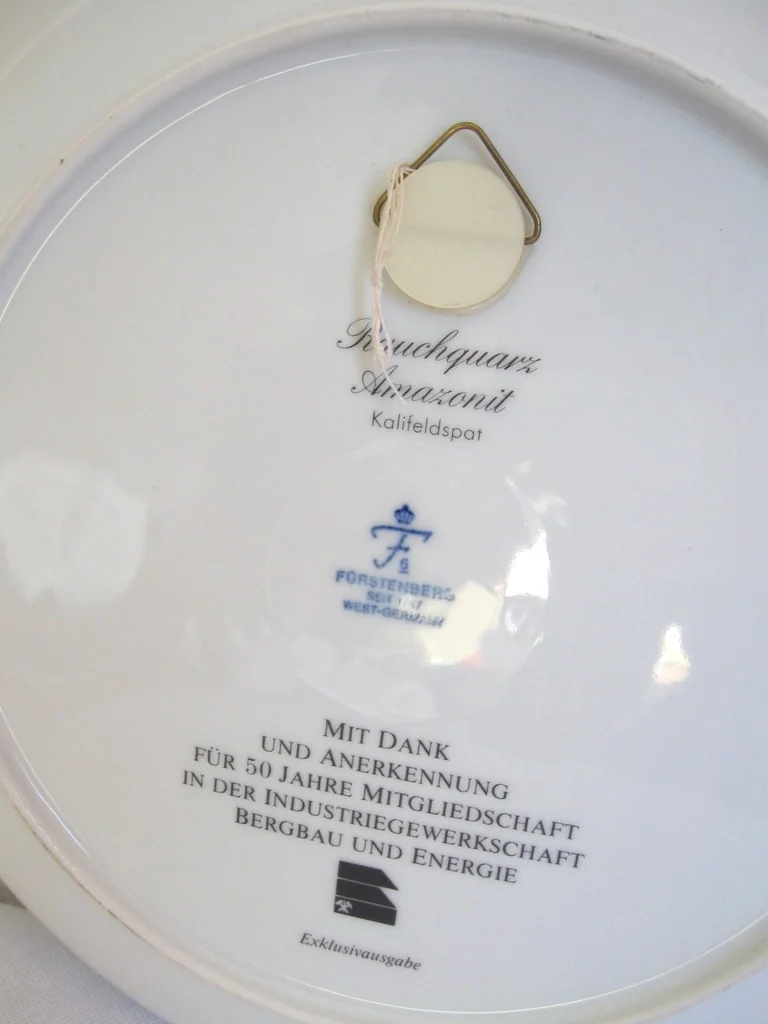 Rauchquarz
Amazonit
Kalifeldspat
F
FÜRSTENBERG
SEIT 1747
WEST-GERMANY
MIT DANK
UND ANERKENNUNG
FÜR 50 JAHRE MITGLIEDSCHAFT
IN DER INDUSTRIEGEWERKSCHAFT
BERGBAU UND ENERGIE
Exklusivausgabe